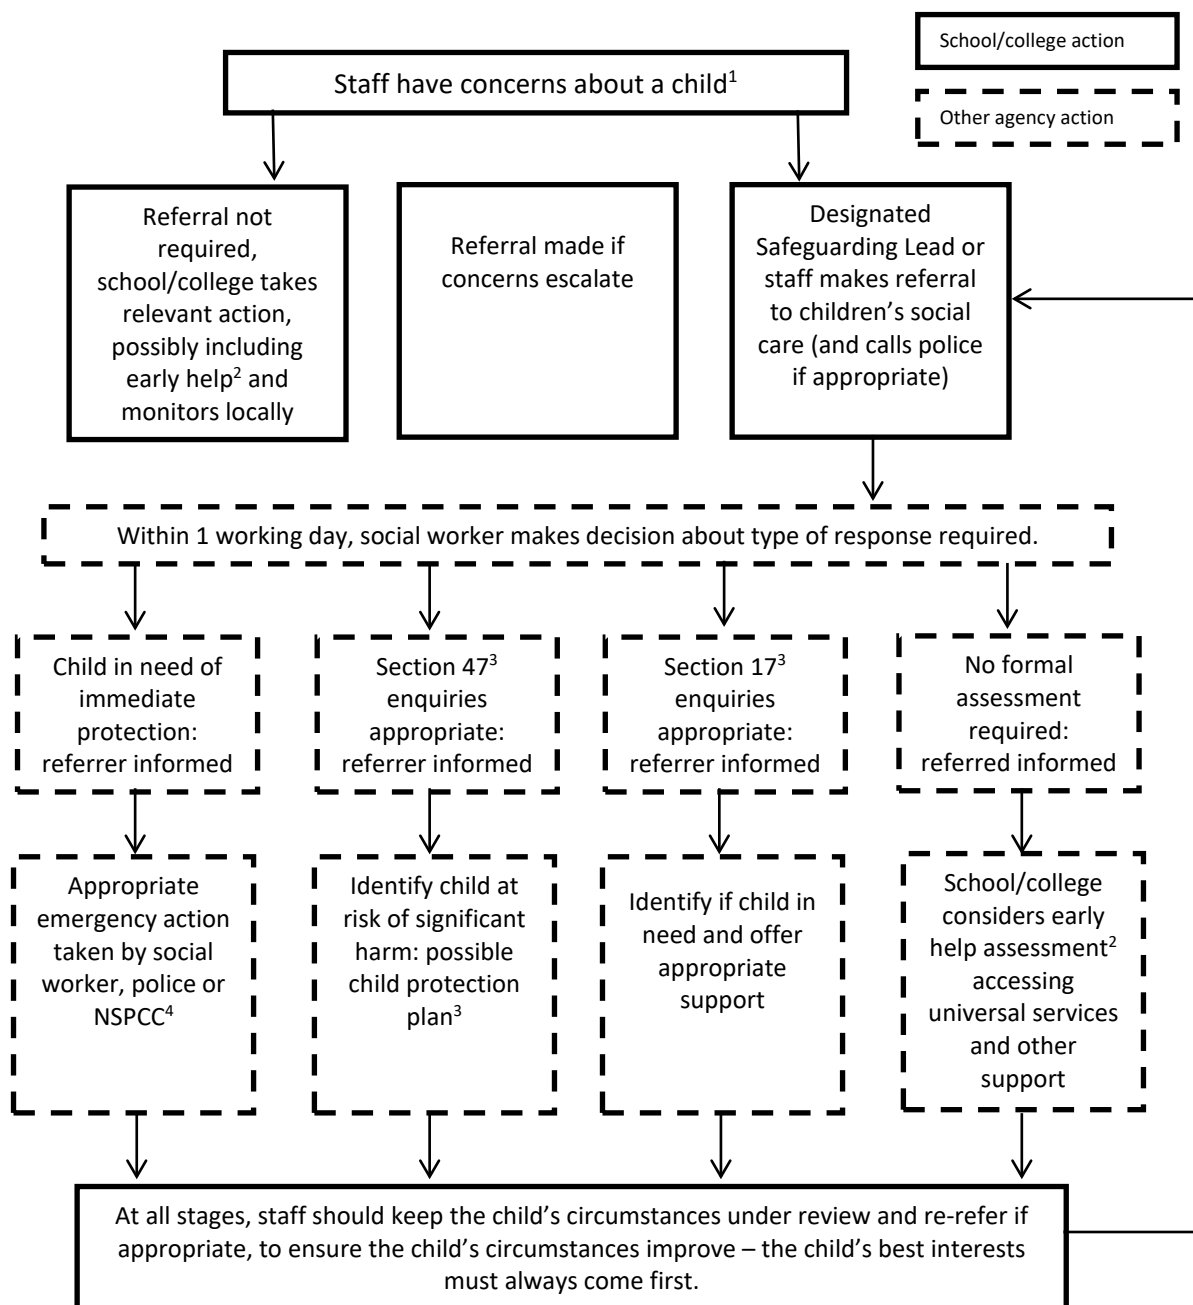 School/college action
Other agency action
Staff have concerns about a child¹
Referral not
required,
school/college takes
relevant action,
possibly including
early help² and
monitors locally
Referral made if
concerns escalate
Designated
Safeguarding Lead or
staff makes referral
to children’s social
care (and calls police
if appropriate)
Within 1 working day, social worker makes decision about type of response required.
Child in need of
immediate
protection:
referrer informed
Section 47³
enquiries
appropriate:
referrer informed
Section 17³
enquiries
appropriate:
referrer informed
No formal
assessment
required:
referred informed
Appropriate
emergency action
taken by social
worker, police or
NSPCC⁴
Identify child at
risk of significant
harm: possible
child protection
plan³
Identify if child in
need and offer
appropriate
support
School/college
considers early
help assessment²
accessing
universal services
and other
support
At all stages, staff should keep the child’s circumstances under review and re-refer if
appropriate, to ensure the child’s circumstances improve – the child’s best interests
must always come first.